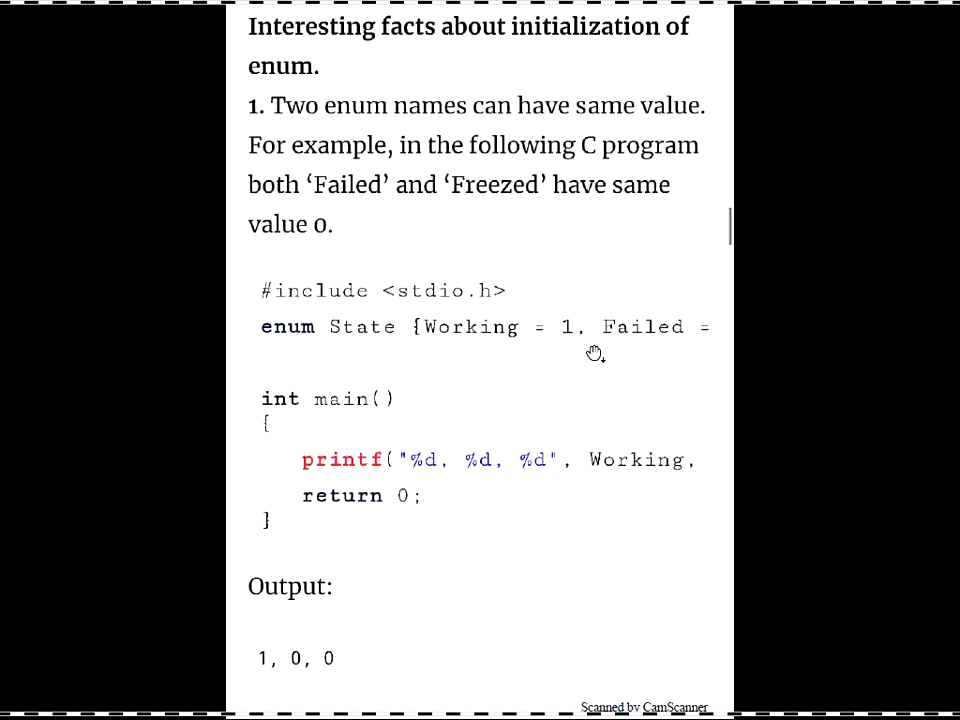 Interesting facts about initialization of
enum.
1. Two enum names can have same value.
For example, in the following C program
both ‘Failed’ and ‘Freezed’ have same
value 0.
#include <stdio.h>
enum State {Working = 1, Failed =
int main()
{
printf("%d, %d, %d", Working,
return 0;
}
Output:
1, 0, 0
Scanned by CamScanner